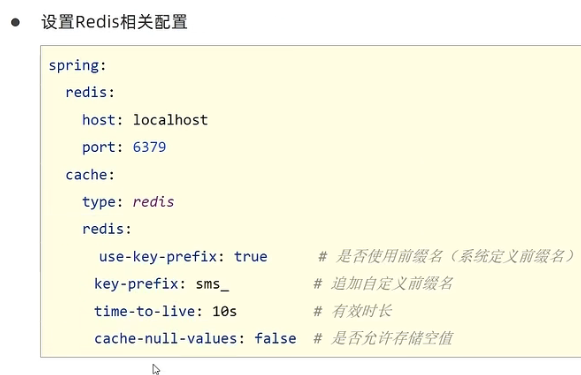 ● 设置Redis相关配置
spring:
  redis:
    host: localhost
    port: 6379
  cache:
    type: redis
    redis:
      use-key-prefix: true      # 是否使用前缀名（系统定义前缀名）
      key-prefix: sms_          # 追加自定义前缀名
      time-to-live: 10s         # 有效时长
      cache-null-values: false  # 是否允许存储空值